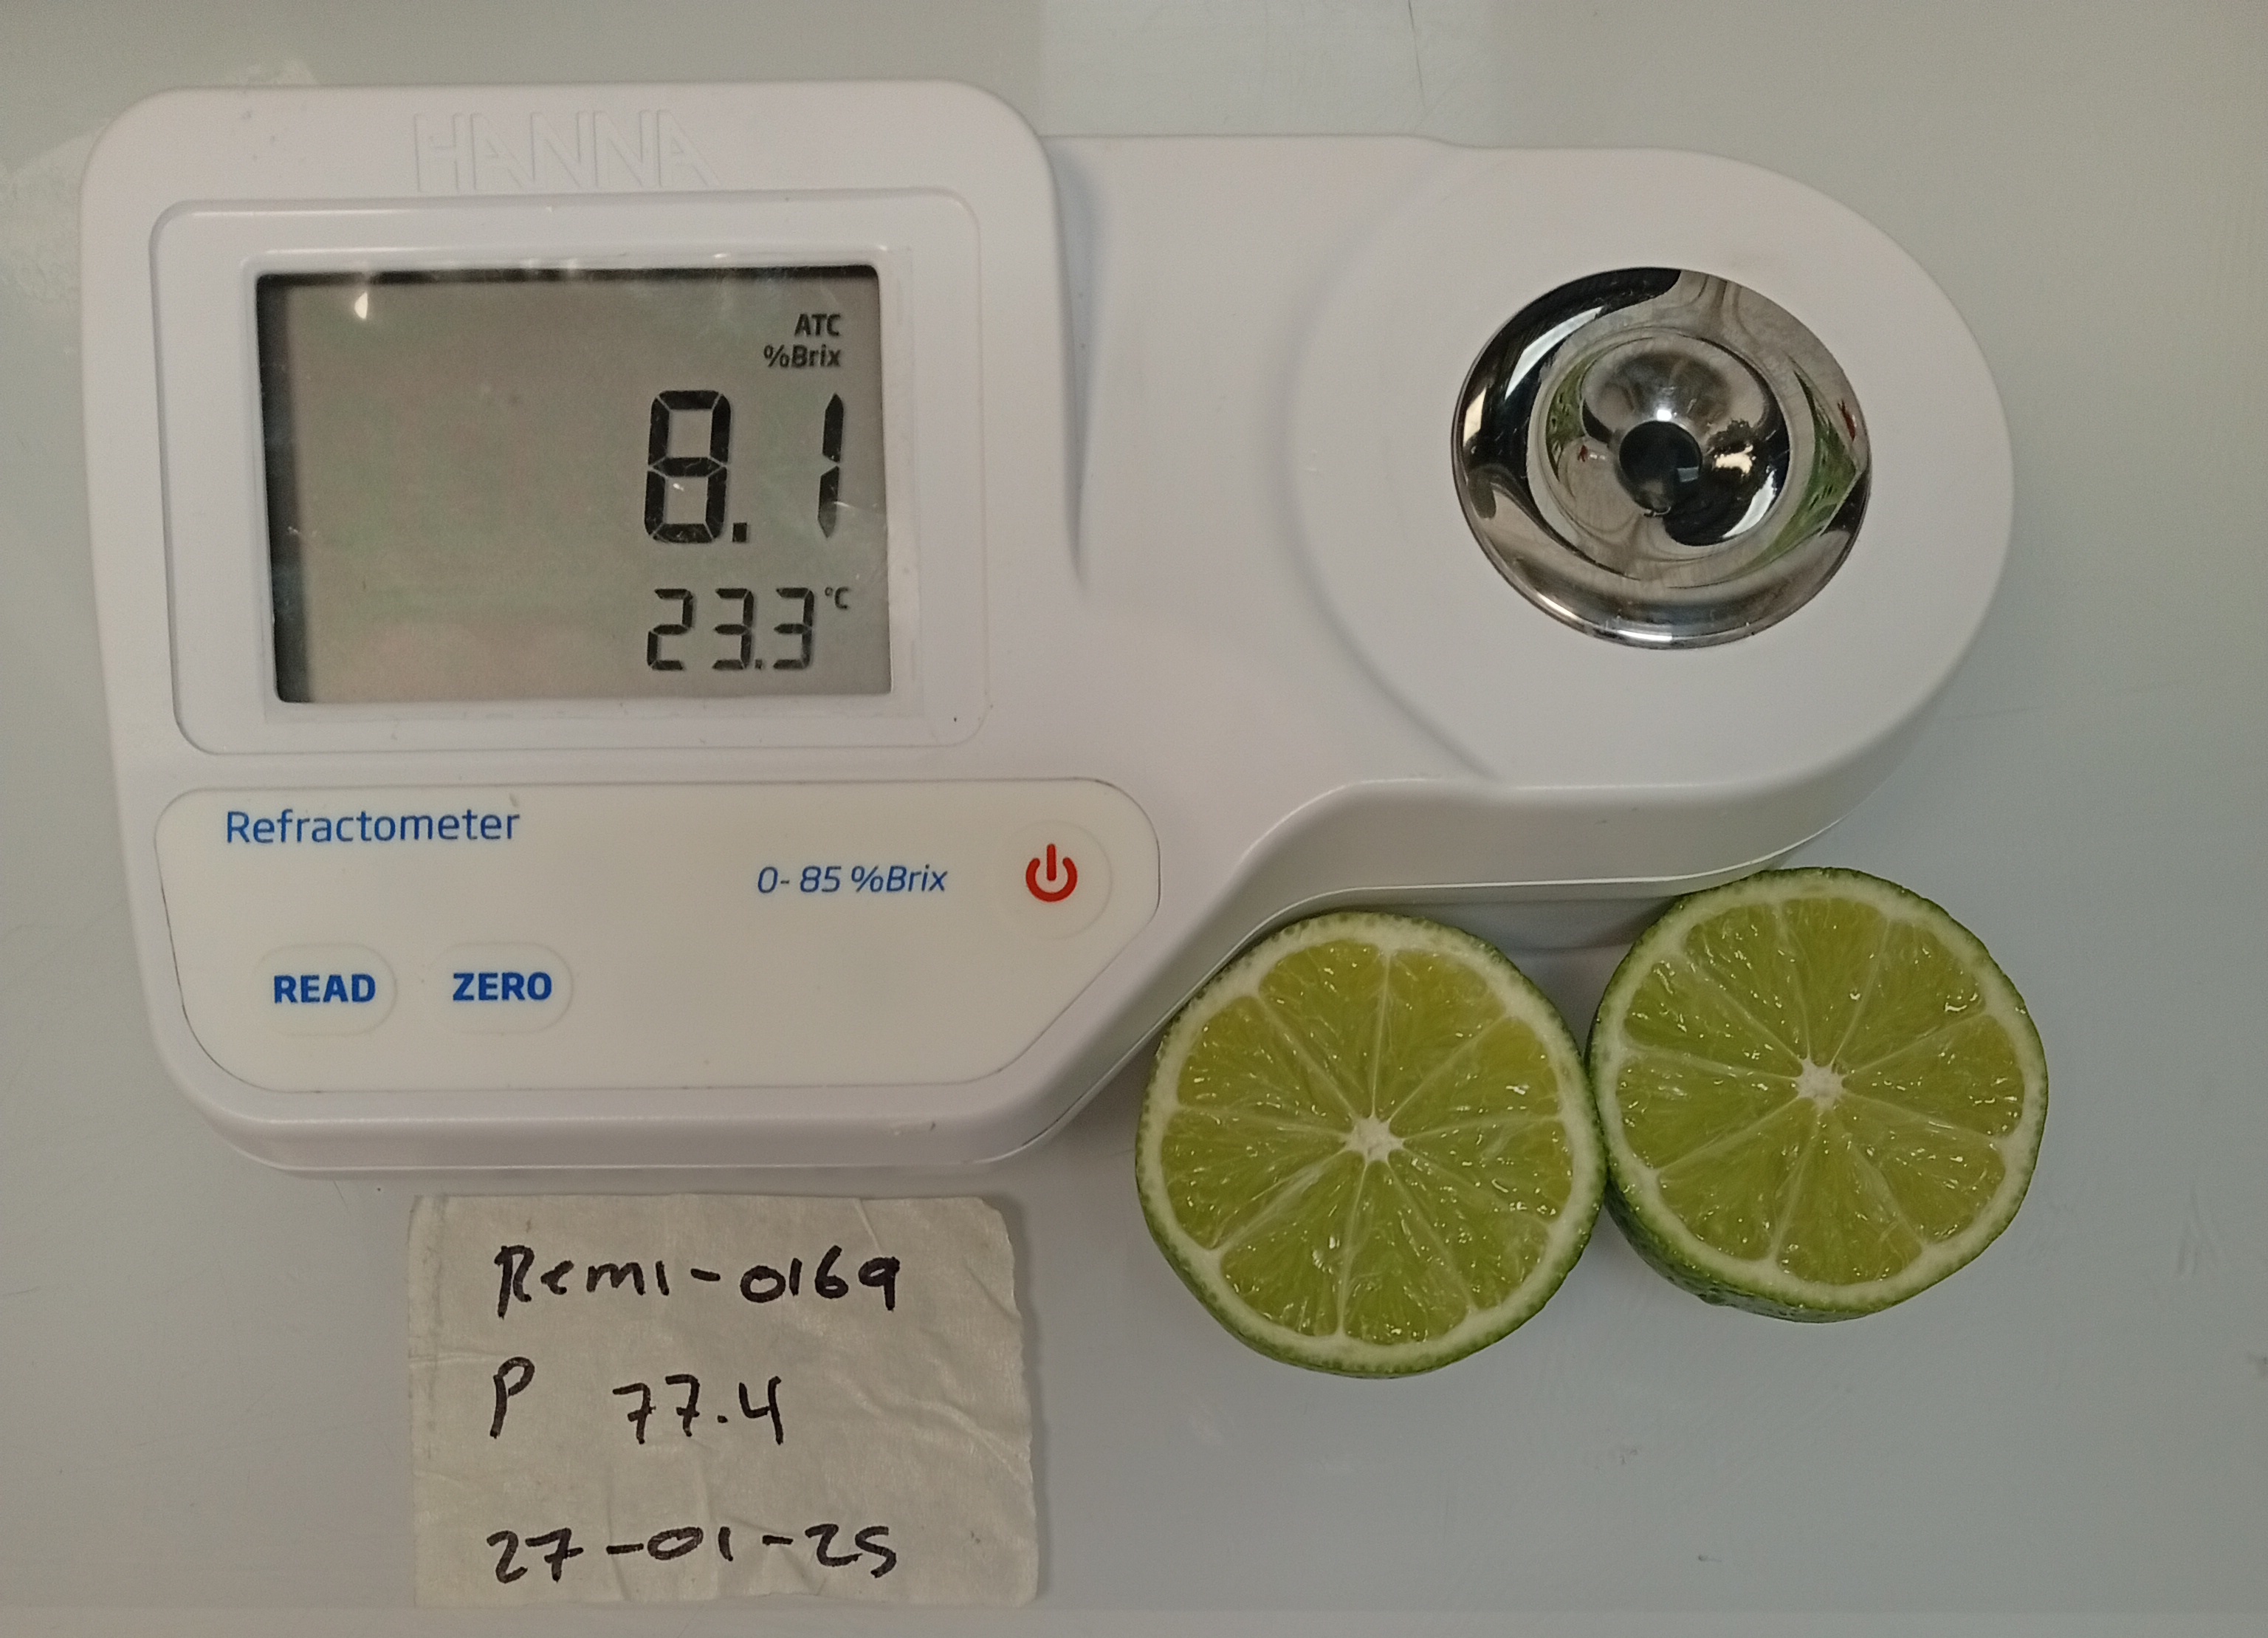 HANNA
ATC
%Brix
8.1
23.3 °C
Refractometer
0-85 %Brix
READ ZERO
Remi-0169
P 77.4
27-01-25